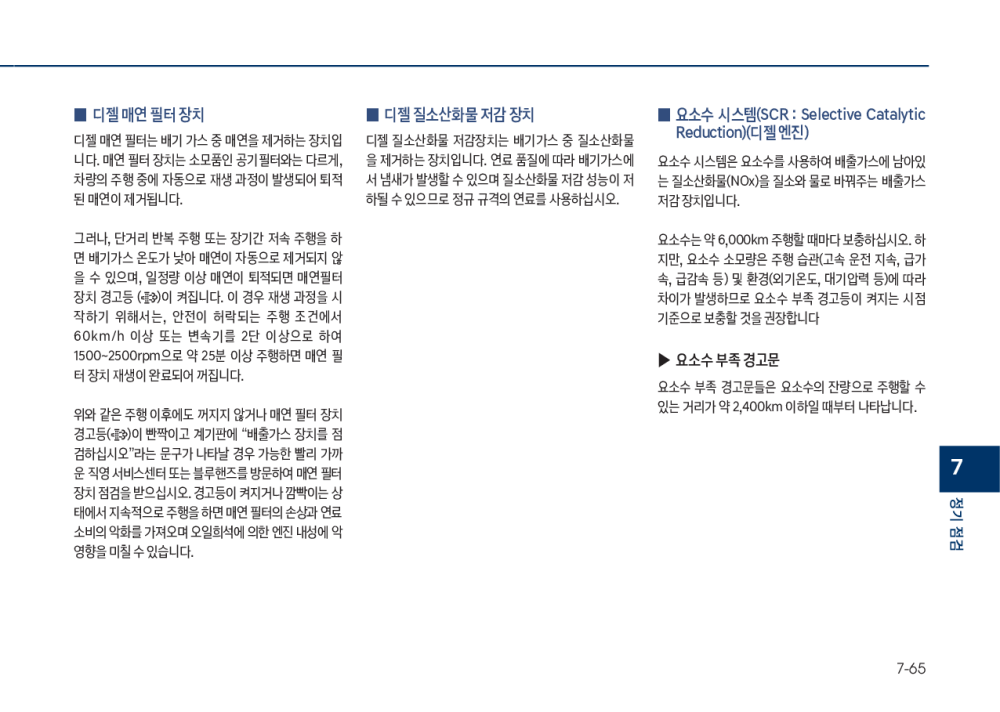 ■ 디젤 매연 필터 장치
디젤 매연 필터는 배기 가스 중 매연을 제거하는 장치입
니다. 매연 필터 장치는 소모품인 공기필터와는 다르게,
차량의 주행 중에 자동으로 재생 과정이 발생되어 퇴적
된 매연이 제거됩니다.
그러나, 단거리 반복 주행 또는 장기간 저속 주행을 하
면 배기가스 온도가 낮아 매연이 자동으로 제거되지 않
을 수 있으며, 일정량 이상 매연이 퇴적되면 매연필터
장치 경고등 ( )이 켜집니다. 이 경우 재생 과정을 시
작하기 위해서는, 안전이 허락되는 주행 조건에서
60km/h 이상 또는 변속기를 2단 이상으로 하여
1500~2500rpm으로 약 25분 이상 주행하면 매연 필
터 장치 재생이 완료되어 꺼집니다.
위와 같은 주행 이후에도 꺼지지 않거나 매연 필터 장치
경고등( )이 빤짝이고 계기판에 “배출가스 장치를 점
검하십시오”라는 문구가 나타날 경우 가능한 빨리 가까
운 직영 서비스센터 또는 블루핸즈를 방문하여 매연 필터
장치 점검을 받으십시오. 경고등이 켜지거나 깜빡이는 상
태에서 지속적으로 주행을 하면 매연 필터의 손상과 연료
소비의 악화를 가져오며 오일희석에 의한 엔진 내성에 악
영향을 미칠 수 있습니다.
■ 디젤 질소산화물 저감 장치
디젤 질소산화물 저감장치는 배기가스 중 질소산화물
을 제거하는 장치입니다. 연료 품질에 따라 배기가스에
서 냄새가 발생할 수 있으며 질소산화물 저감 성능이 저
하될 수 있으므로 정규 규격의 연료를 사용하십시오.
■ 요소수 시스템(SCR : Selective Catalytic
Reduction)(디젤 엔진)
요소수 시스템은 요소수를 사용하여 배출가스에 남아있
는 질소산화물(NOx)을 질소와 물로 바꿔주는 배출가스
저감 장치입니다.
요소수는 약 6,000km 주행할 때마다 보충하십시오. 하
지만, 요소수 소모량은 주행 습관(고속 운전 지속, 급가
속, 급감속 등) 및 환경(외기온도, 대기압력 등)에 따라
차이가 발생하므로 요소수 부족 경고등이 켜지는 시점
기준으로 보충할 것을 권장합니다
▶ 요소수 부족 경고문
요소수 부족 경고문들은 요소수의 잔량으로 주행할 수
있는 거리가 약 2,400km 이하일 때부터 나타납니다.
7
정기 점검
7-65